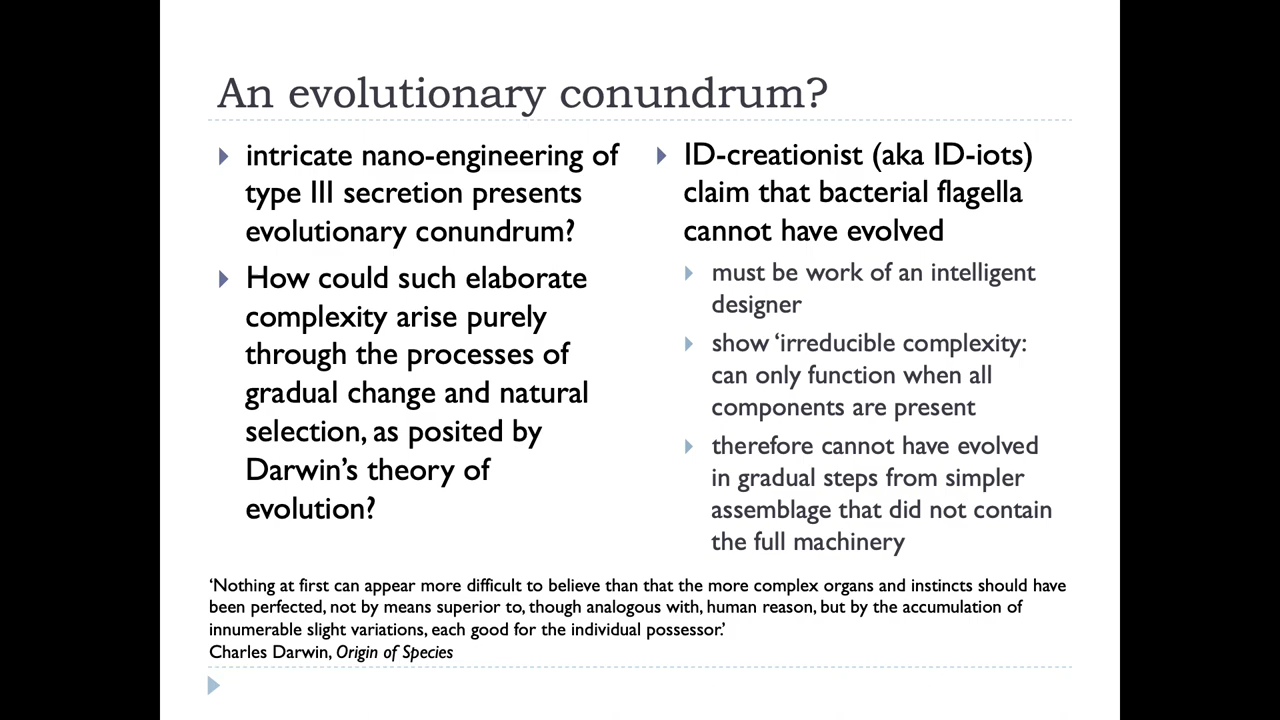 An evolutionary conundrum?
intricate nano-engineering of
type III secretion presents
evolutionary conundrum?
How could such elaborate
complexity arise purely
through the processes of
gradual change and natural
selection, as posited by
Darwin’s theory of
evolution?
ID-creationist (aka ID-iots)
claim that bacterial flagella
cannot have evolved
must be work of an intelligent
designer
show ‘irreducible complexity:
can only function when all
components are present
therefore cannot have evolved
in gradual steps from simpler
assemblage that did not contain
the full machinery
‘Nothing at first can appear more difficult to believe than that the more complex organs and instincts should have
been perfected, not by means superior to, though analogous with, human reason, but by the accumulation of
innumerable slight variations, each good for the individual possessor.’
Charles Darwin, Origin of Species